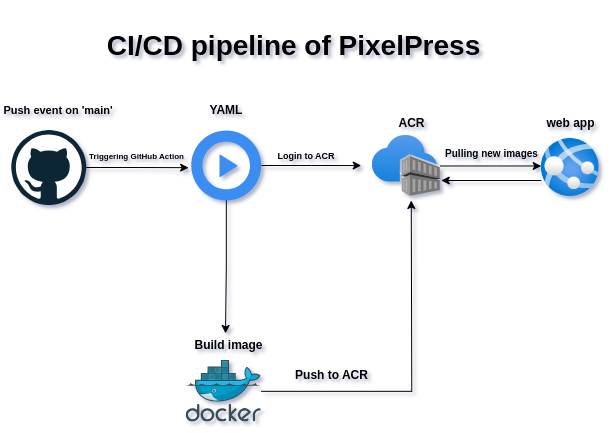 CI/CD pipeline of PixelPress
Push event on 'main'
YAML
ACR
web app
Triggering GitHub Action
Login to ACR
Pulling new images
Build image
Push to ACR
docker